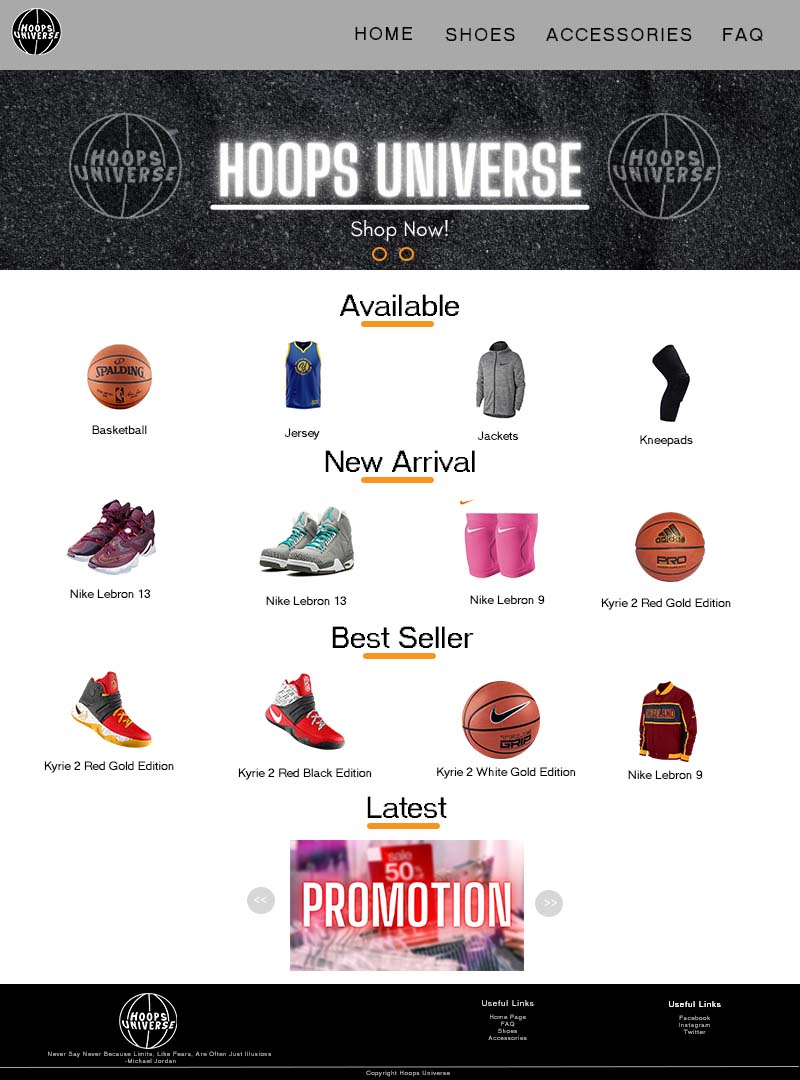 HOOPS
UNIVERSE
HOME SHOES ACCESSORIES FAQ
HOOPS
UNIVERSE
HOOPS UNIVERSE
HOOPS
UNIVERSE
Shop Now!
Available
SPALDING
Basketball
Jersey
Jackets
Kneepads
New Arrival
adidas
PRO
Nike Lebron 13
Nike Lebron 13
Nike Lebron 9
Kyrie 2 Red Gold Edition
Best Seller
GRIP
Kyrie 2 Red Gold Edition
Kyrie 2 Red Black Edition
Kyrie 2 White Gold Edition
Nike Lebron 9
Latest
sale
50%
PROMOTION
<<
>>
HOOPS
UNIVERSE
Never Say Never Because Limits, Like Fears, Are Often Just Illusions
-Michael Jordan
Useful Links
Home Page
FAQ
Shoes
Accessories
Useful Links
Facebook
Instagram
Twitter
Copyright Hoops Universe